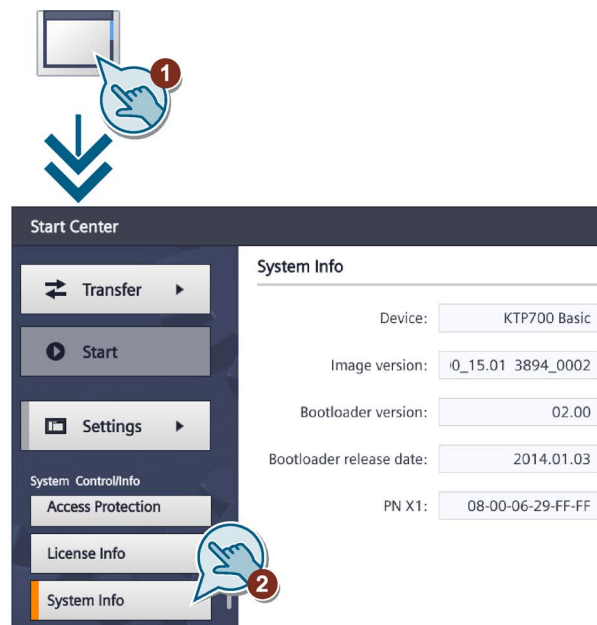 1
Start Center
Transfer
Start
Settings
System Control/Info
Access Protection
License Info
System Info
2
System Info
Device: KTP700 Basic
Image version: 0_15.01 3894_0002
Bootloader version: 02.00
Bootloader release date: 2014.01.03
PN X1: 08-00-06-29-FF-FF